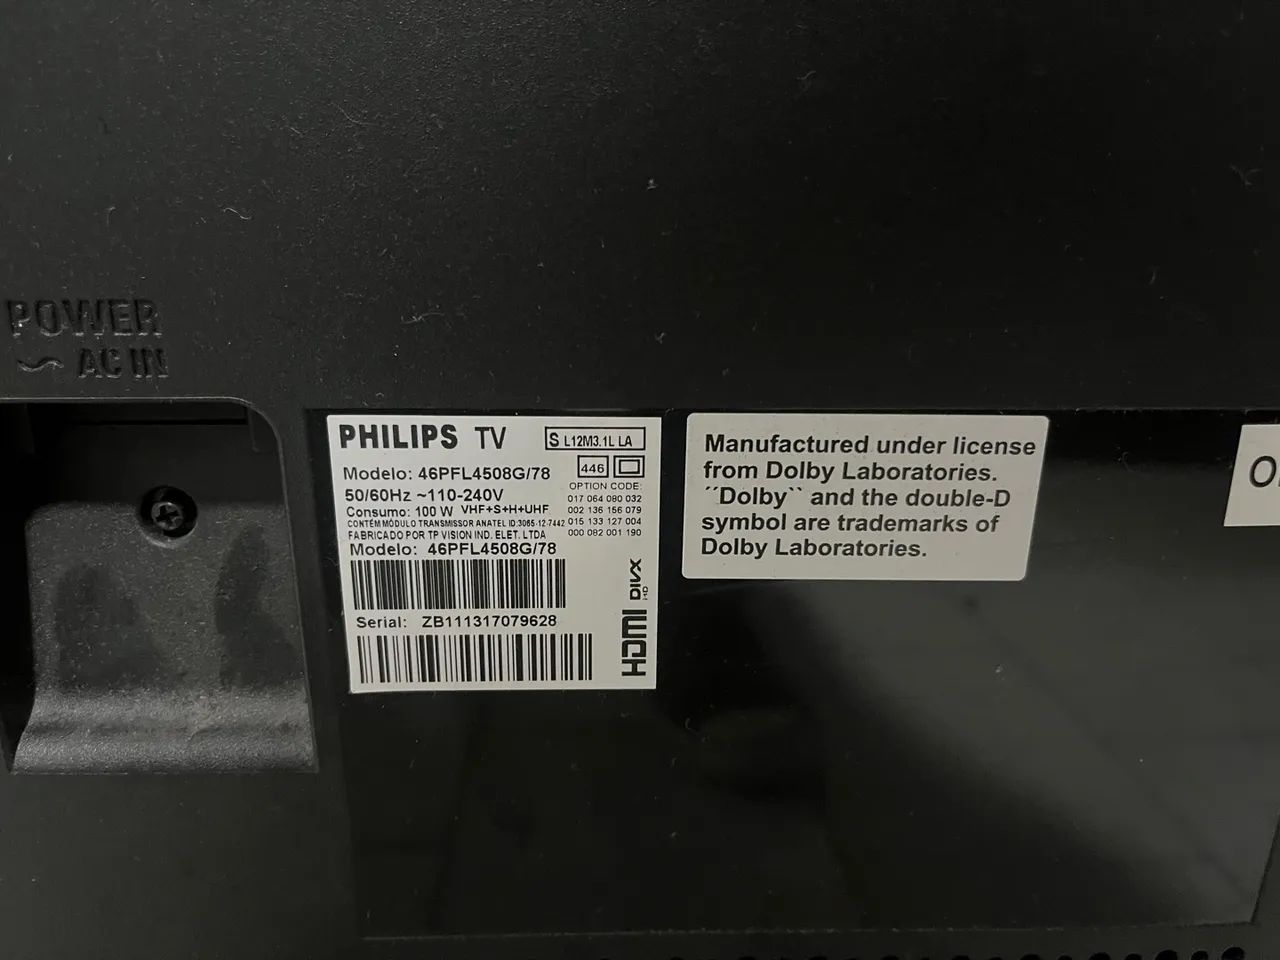 POWER
~ AC IN
PHILIPS TV
S L12M3.1L LA
Modelo: 46PFL4508G/78
446
50/60Hz ~110-240V
OPTION CODE:
Consumo: 100 W VHF+S+H+UHF
017 064 080 032
002 136 156 079
CONTÉM MÓDULO TRANSMISSOR ANATEL ID:3065-12-7442
015 133 127 004
FABRICADO POR TP VISION IND. ELET. LTDA
000 082 001 190
Modelo: 46PFL4508G/78
Serial: ZB111317079628
DIVX
HD
HDMI
Manufactured under license
from Dolby Laboratories.
´´Dolby`` and the double-D
symbol are trademarks of
Dolby Laboratories.